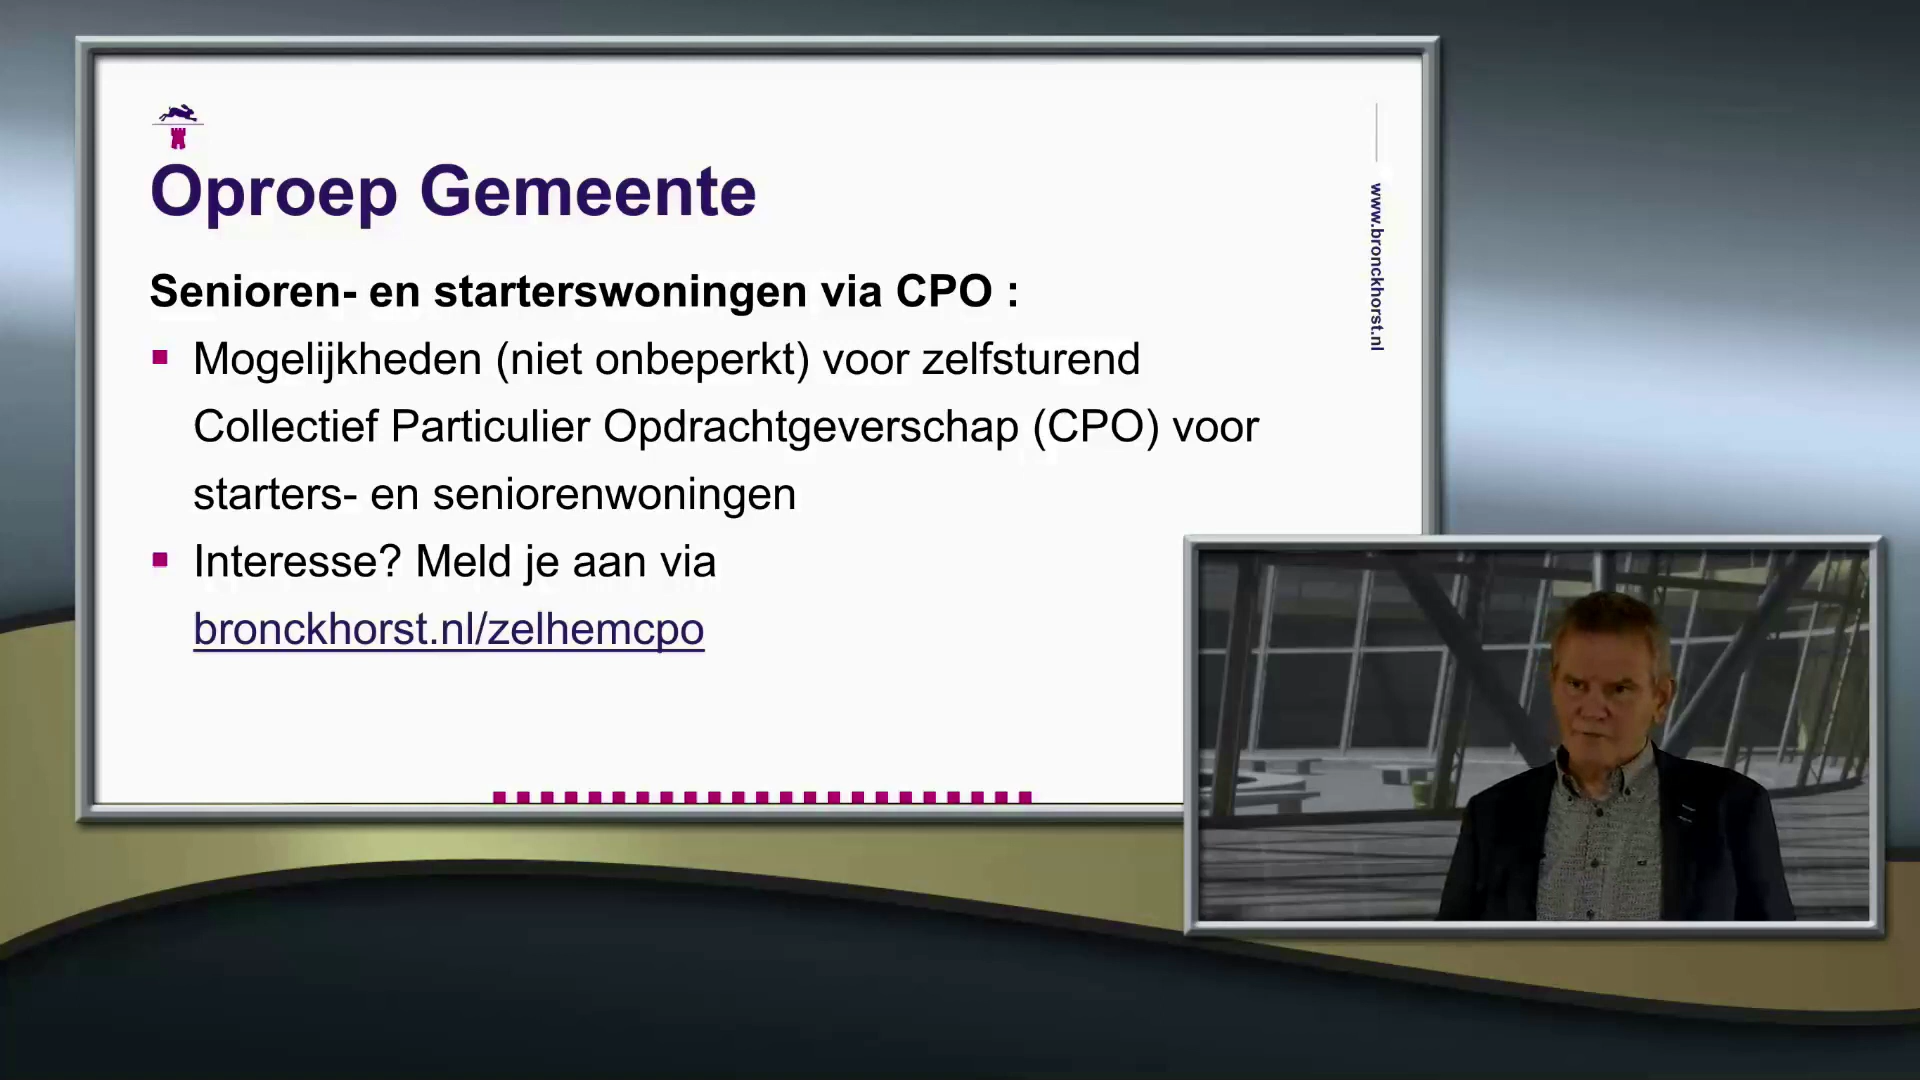 Oproep Gemeente
Senioren- en starterswoningen via CPO :
Mogelijkheden (niet onbeperkt) voor zelfsturend
Collectief Particulier Opdrachtgeverschap (CPO) voor
starters- en seniorenwoningen
Interesse? Meld je aan via
bronckhorst.nl/zelhemcpo
www.bronckhorst.nl